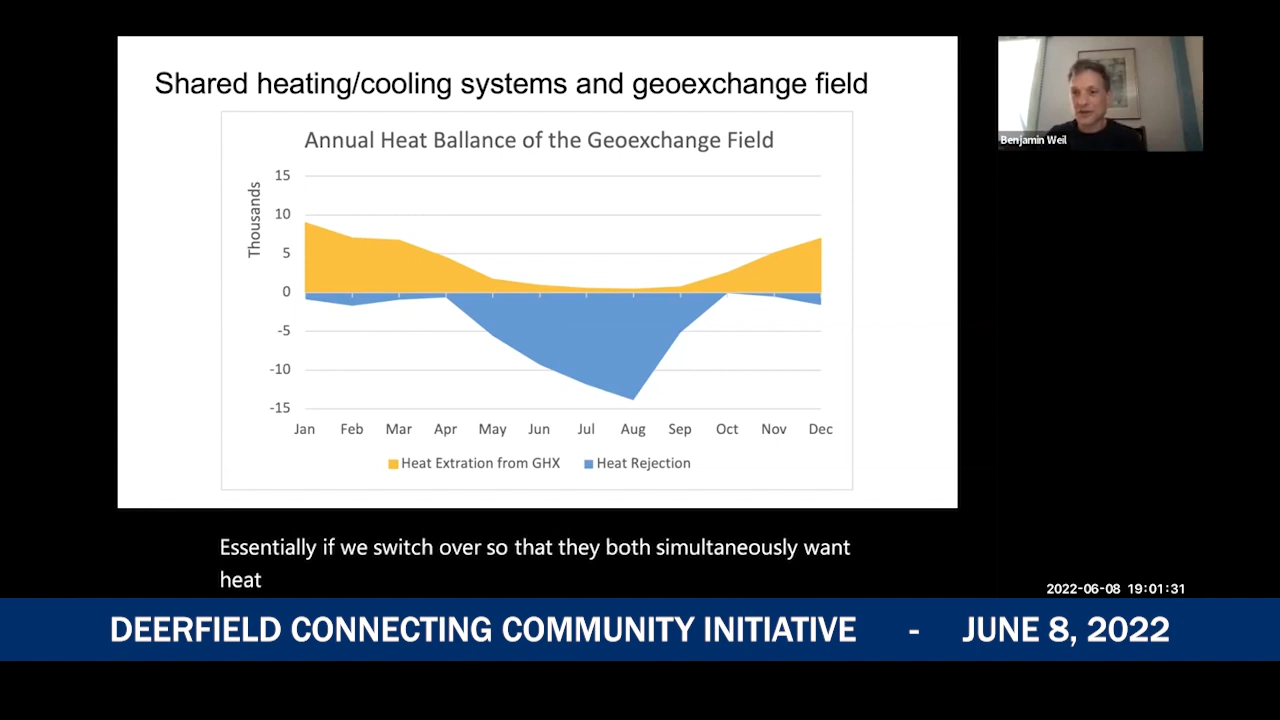 Shared heating/cooling systems and geoexchange field
Annual Heat Ballance of the Geoexchange Field
Thousands
15
10
5
0
-5
-10
-15
Jan Feb Mar Apr May Jun Jul Aug Sep Oct Nov Dec
Heat Extration from GHX Heat Rejection
Benjamin Weil
Essentially if we switch over so that they both simultaneously want
heat
2022-06-08 19:01:31
DEERFIELD CONNECTING COMMUNITY INITIATIVE - JUNE 8, 2022